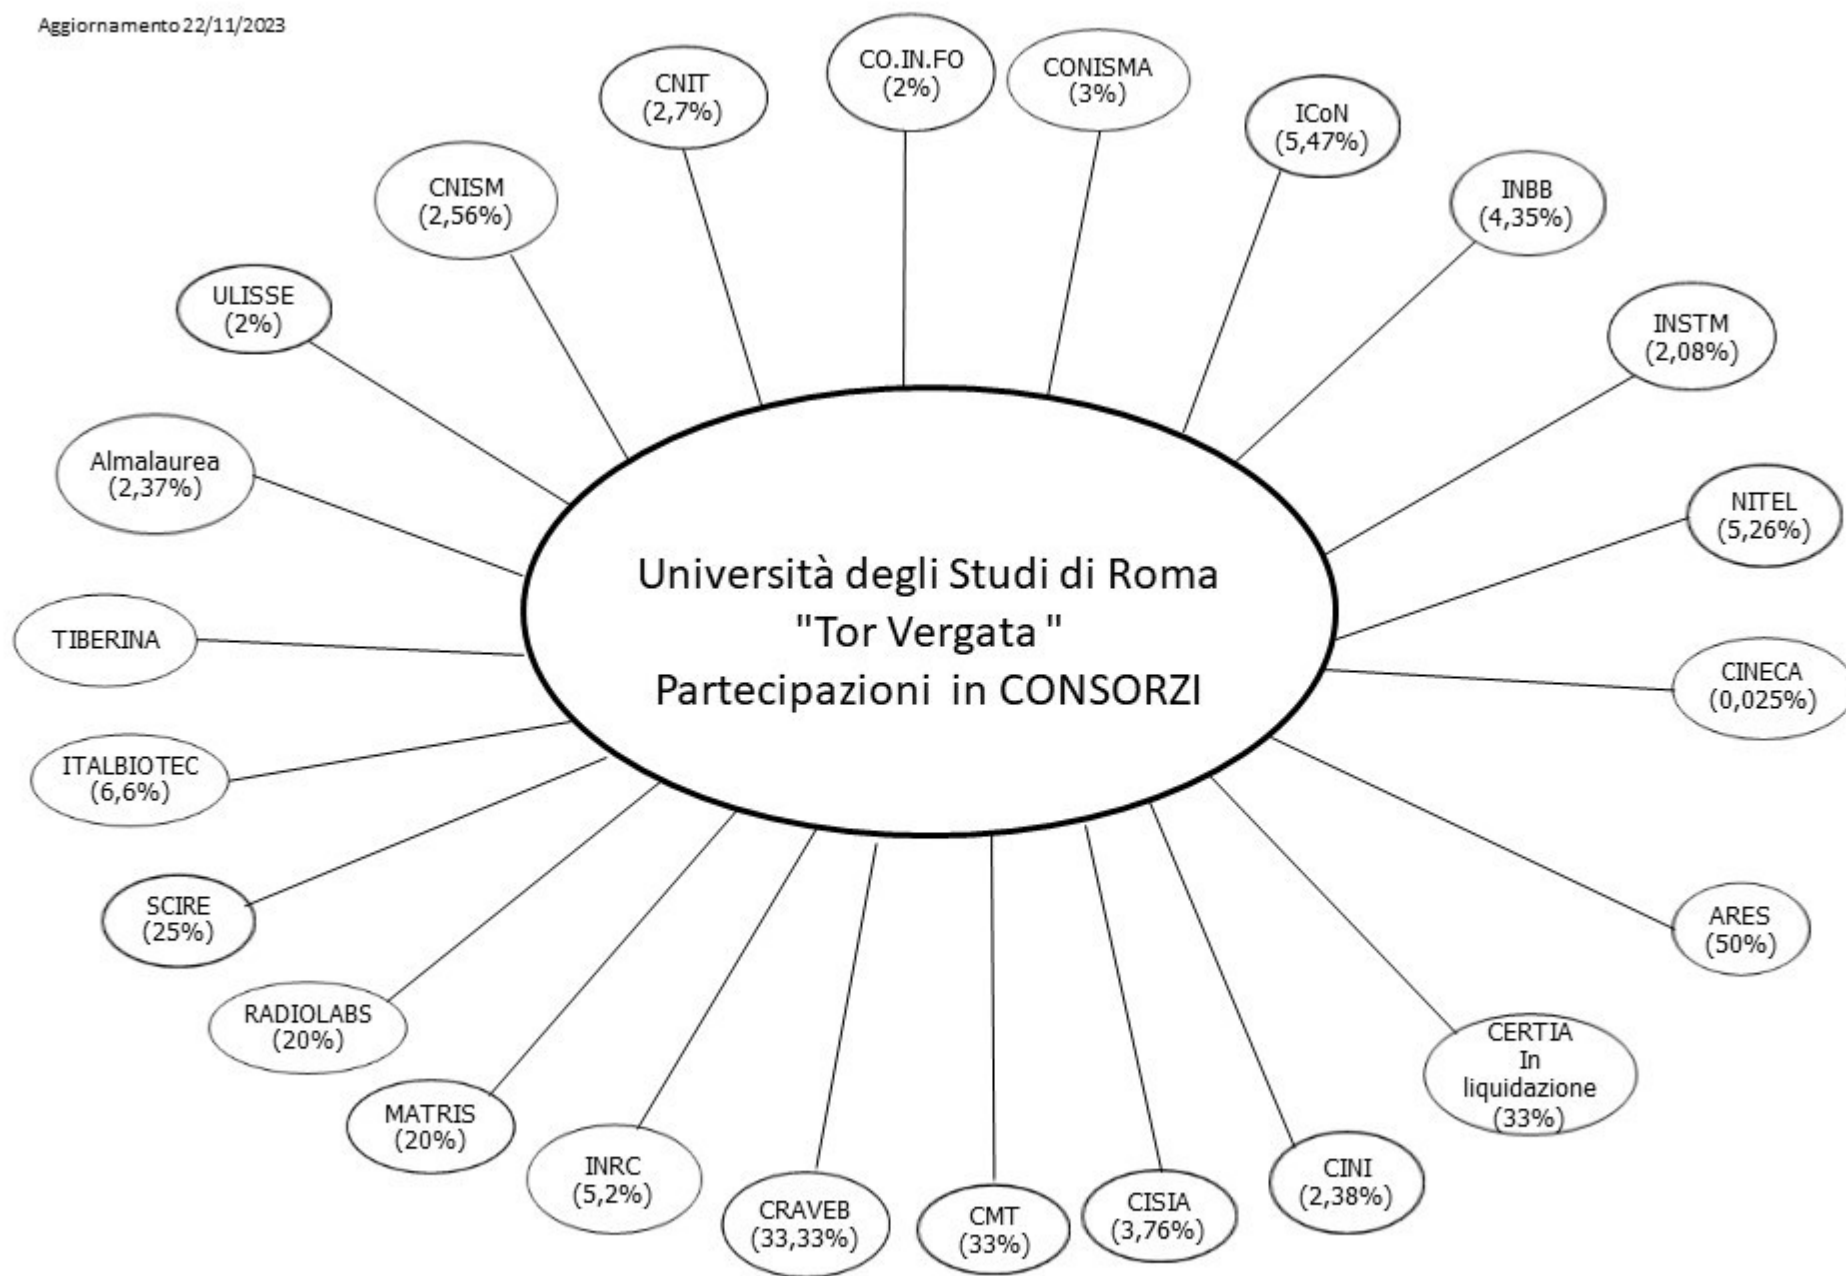 Aggiornamento 22/11/2023
CO.IN.FO
(2%)
CONISMA
(3%)
CNIT
(2,7%)
ICoN
(5,47%)
CNISM
(2,56%)
INBB
(4,35%)
ULISSE
(2%)
INSTM
(2,08%)
Almalaurea
(2,37%)
NITEL
(5,26%)
Università degli Studi di Roma
"Tor Vergata "
Partecipazioni in CONSORZI
TIBERINA
CINECA
(0,025%)
ITALBIOTEC
(6,6%)
SCIRE
(25%)
ARES
(50%)
RADIOLABS
(20%)
CERTIA
In
liquidazione
(33%)
MATRIS
(20%)
INRC
(5,2%)
CRAVEB
(33,33%)
CMT
(33%)
CISIA
(3,76%)
CINI
(2,38%)